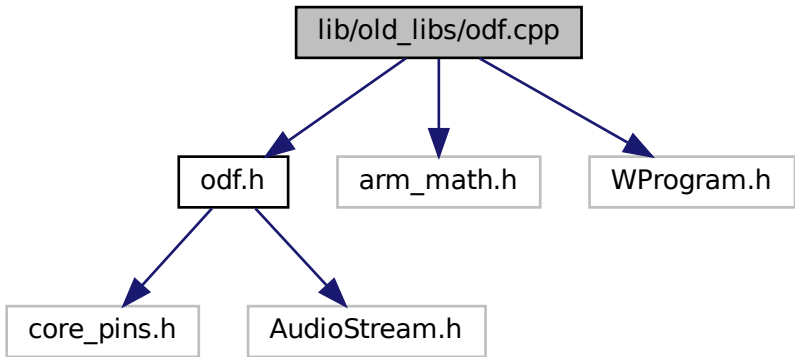 lib/old_libs/odf.cpp
odf.h
arm_math.h
WProgram.h
core_pins.h
AudioStream.h